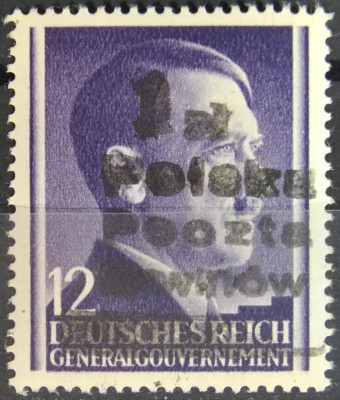 1 zł
Polska
Poczta
12
DEUTSCHES REICH
GENERALGOUVERNEMENT